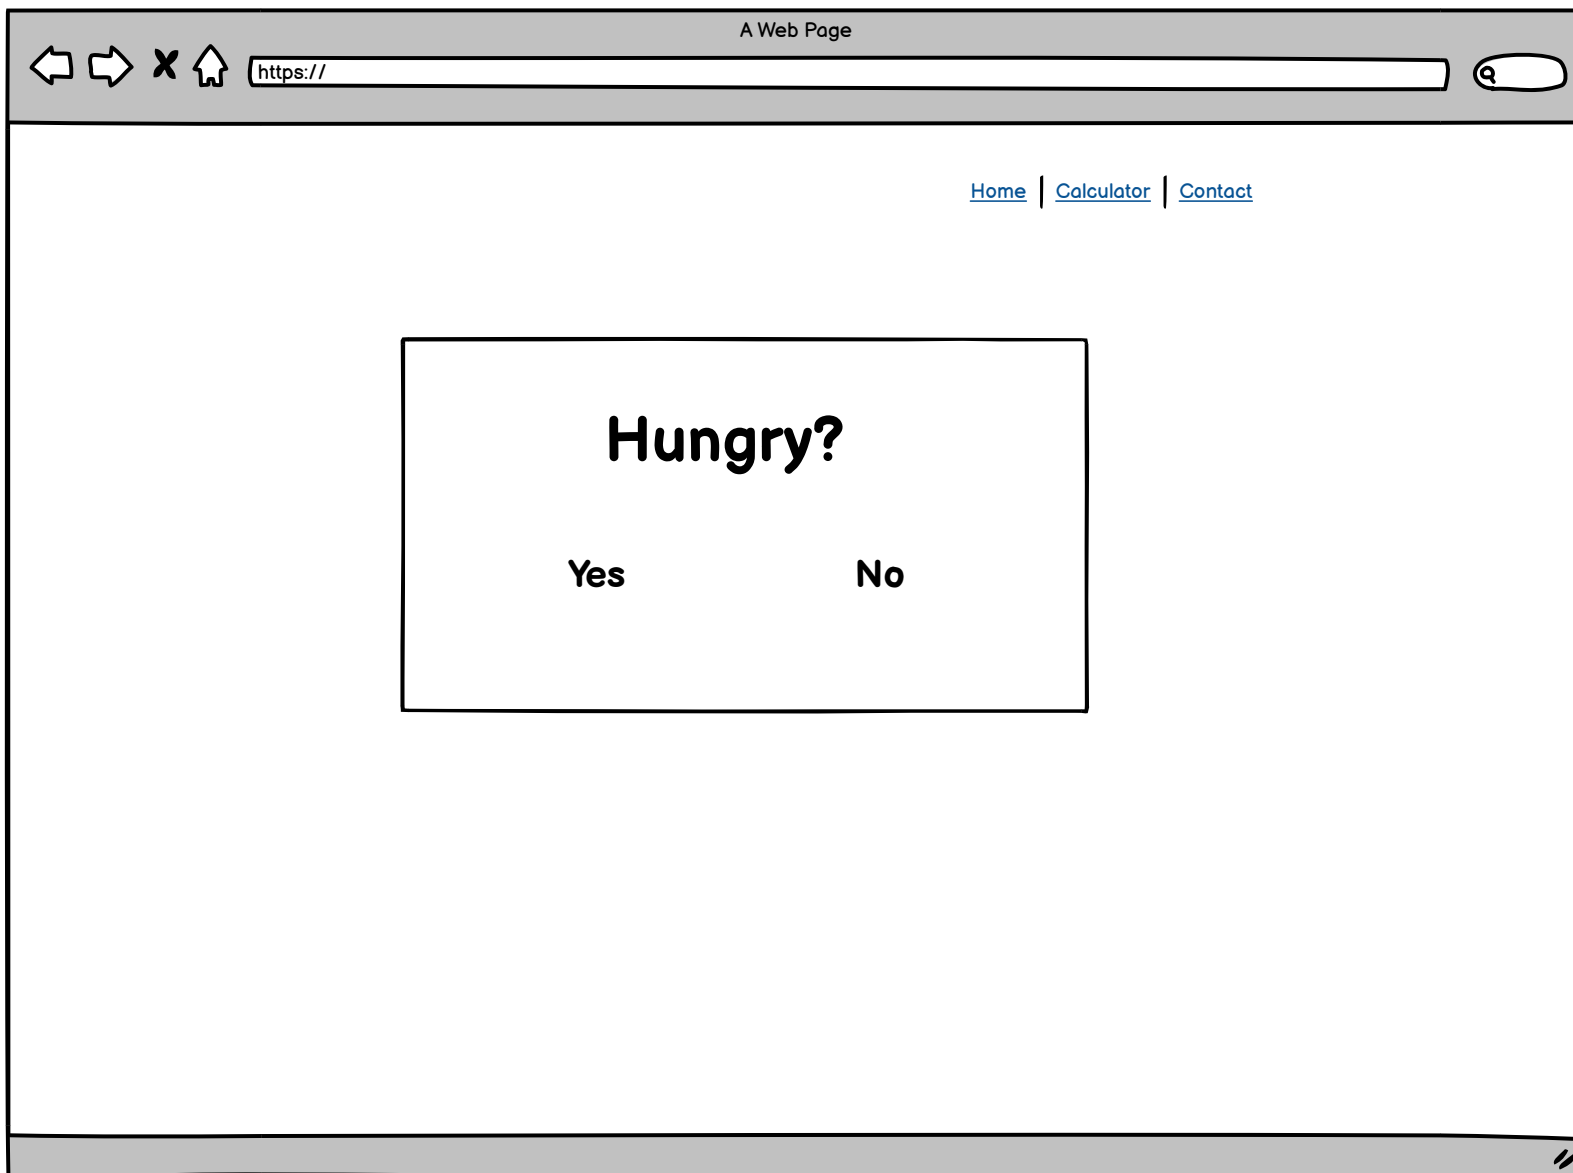 A Web Page
https://
Home | Calculator | Contact
Hungry?
Yes No